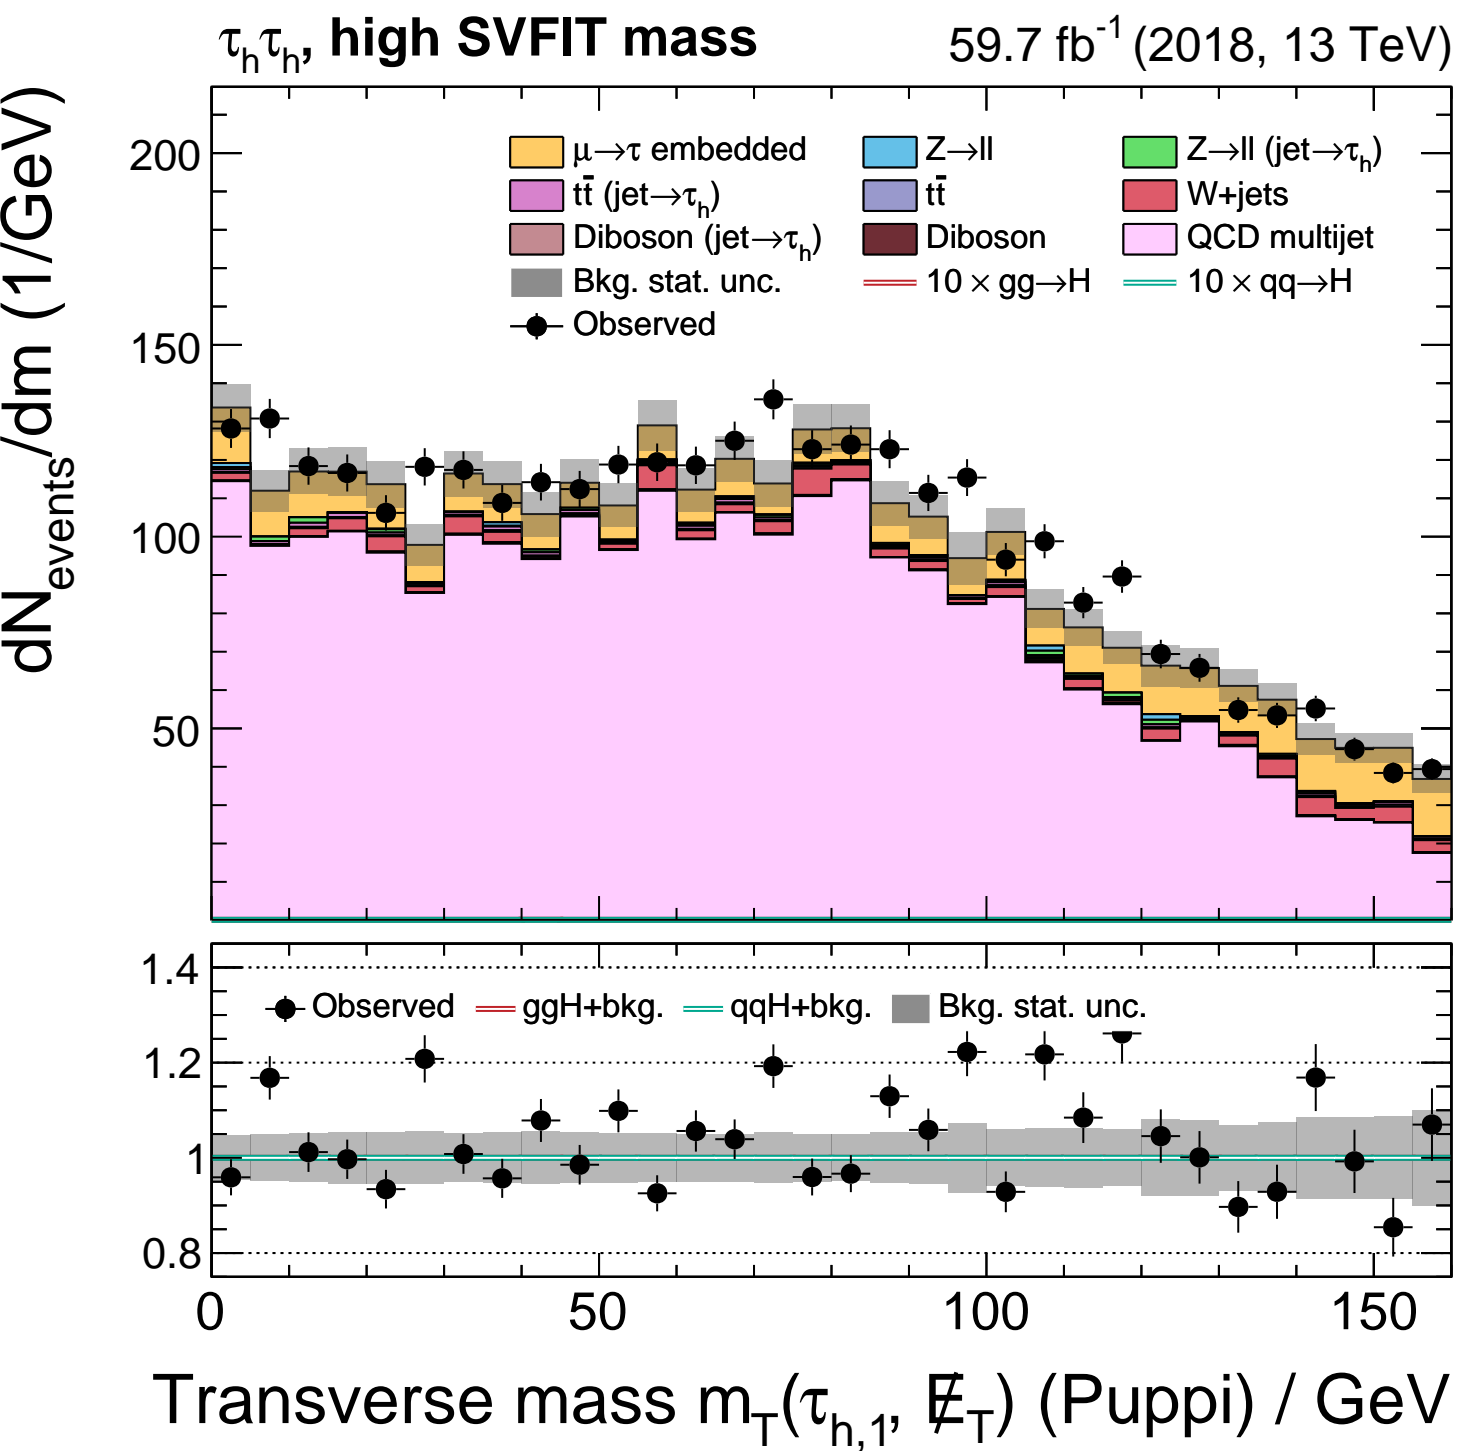 τhτh, high SVFIT mass 59.7 fb-1 (2018, 13 TeV)
dNevents/dm (1/GeV)
200
150
100
50
μ→τ embedded Z→ll Z→ll (jet→τh)
tt̄ (jet→τh) tt̄ W+jets
Diboson (jet→τh) Diboson QCD multijet
Bkg. stat. unc. 10 × gg→H 10 × qq→H
Observed
1.4
1.2
1
0.8
Observed ggH+bkg. qqH+bkg. Bkg. stat. unc.
0 50 100 150
Transverse mass mT(τh,1, E̸T) (Puppi) / GeV